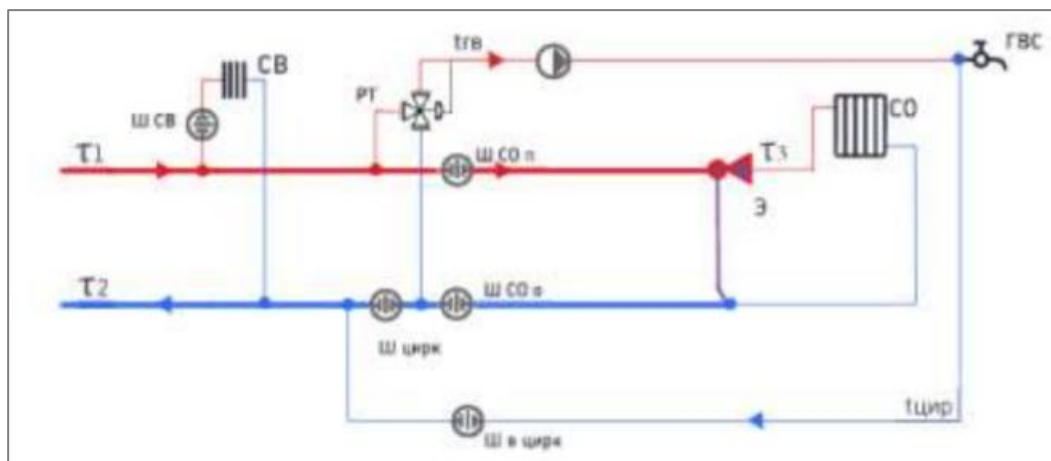 tгв
ГВС
СВ
РТ
Ш СВ
СО
τ1
Ш СО п
τ3
Э
τ2
Ш СО о
Ш цирк
tцир
Ш в цирк